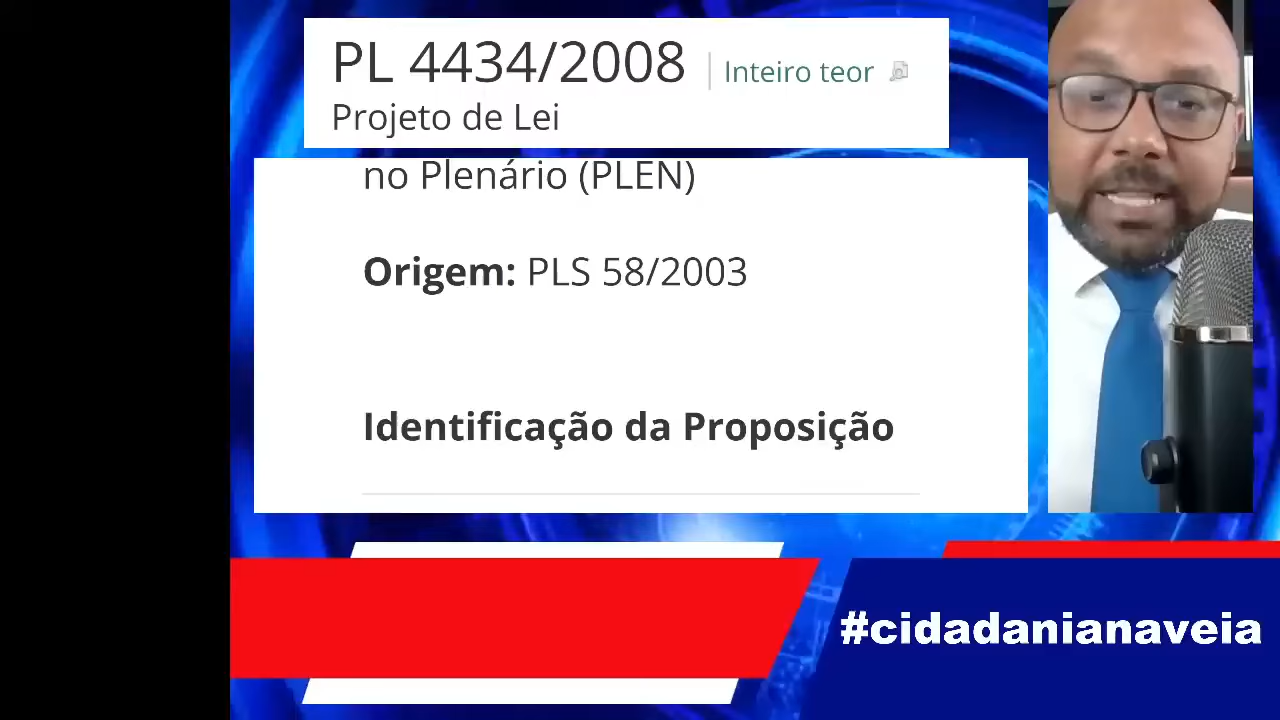 PL 4434/2008 | Inteiro teor
Projeto de Lei
no Plenário (PLEN)
Origem: PLS 58/2003
Identificação da Proposição
#cidadanianaveia